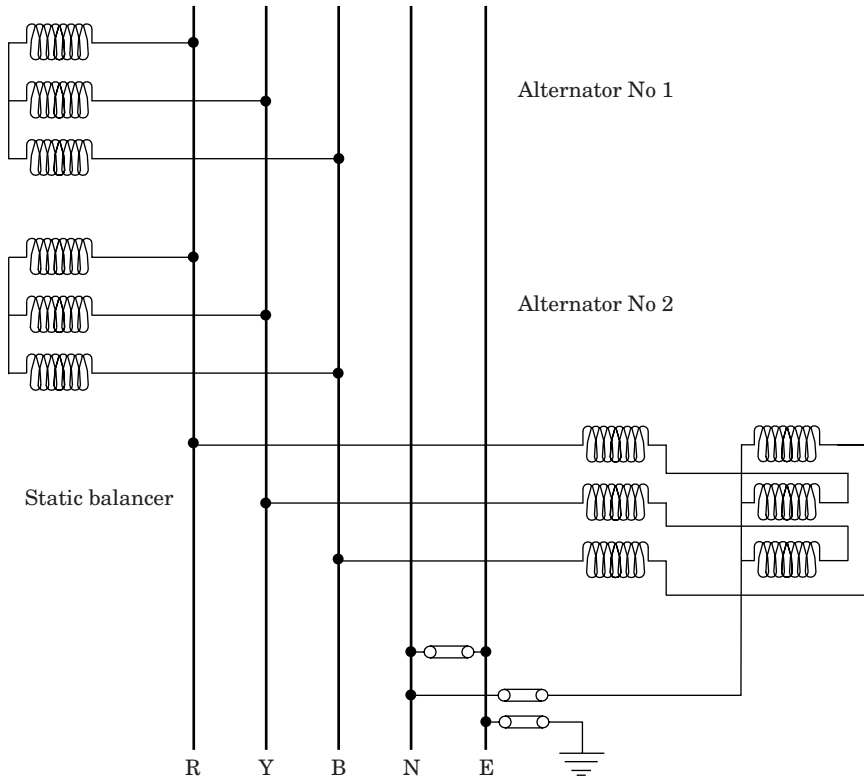 Alternator No 1
Alternator No 2
Static balancer
R Y B N E